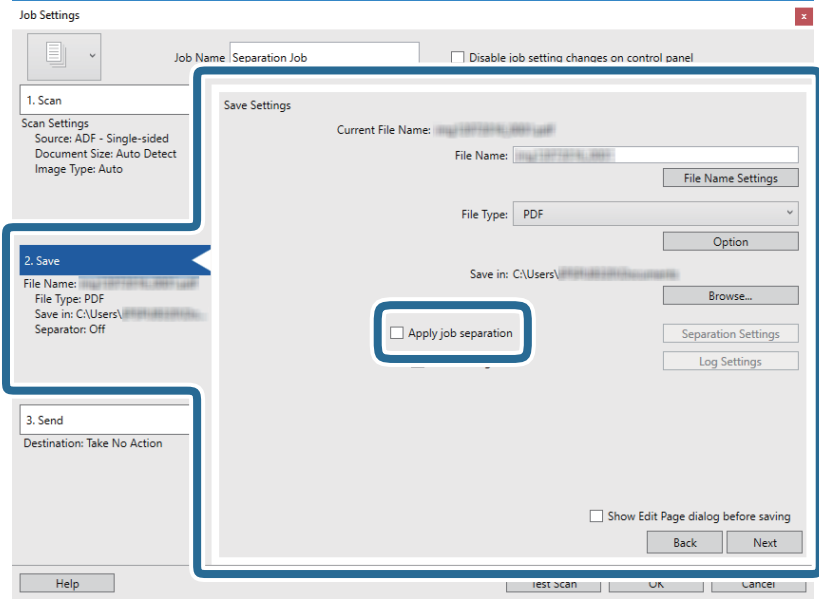 Job Settings
x
Job Name Separation Job
Disable job setting changes on control panel
1. Scan
Scan Settings
Source: ADF - Single-sided
Document Size: Auto Detect
Image Type: Auto
2. Save
File Name:
File Type: PDF
Save in: C:\Users\
Separator: Off
3. Send
Destination: Take No Action
Save Settings
Current File Name:
File Name:
File Name Settings
File Type: PDF
Option
Save in: C:\Users\
Browse...
Apply job separation
Separation Settings
Log Settings
Show Edit Page dialog before saving
Back
Next
Help
Test Scan
OK
Cancel